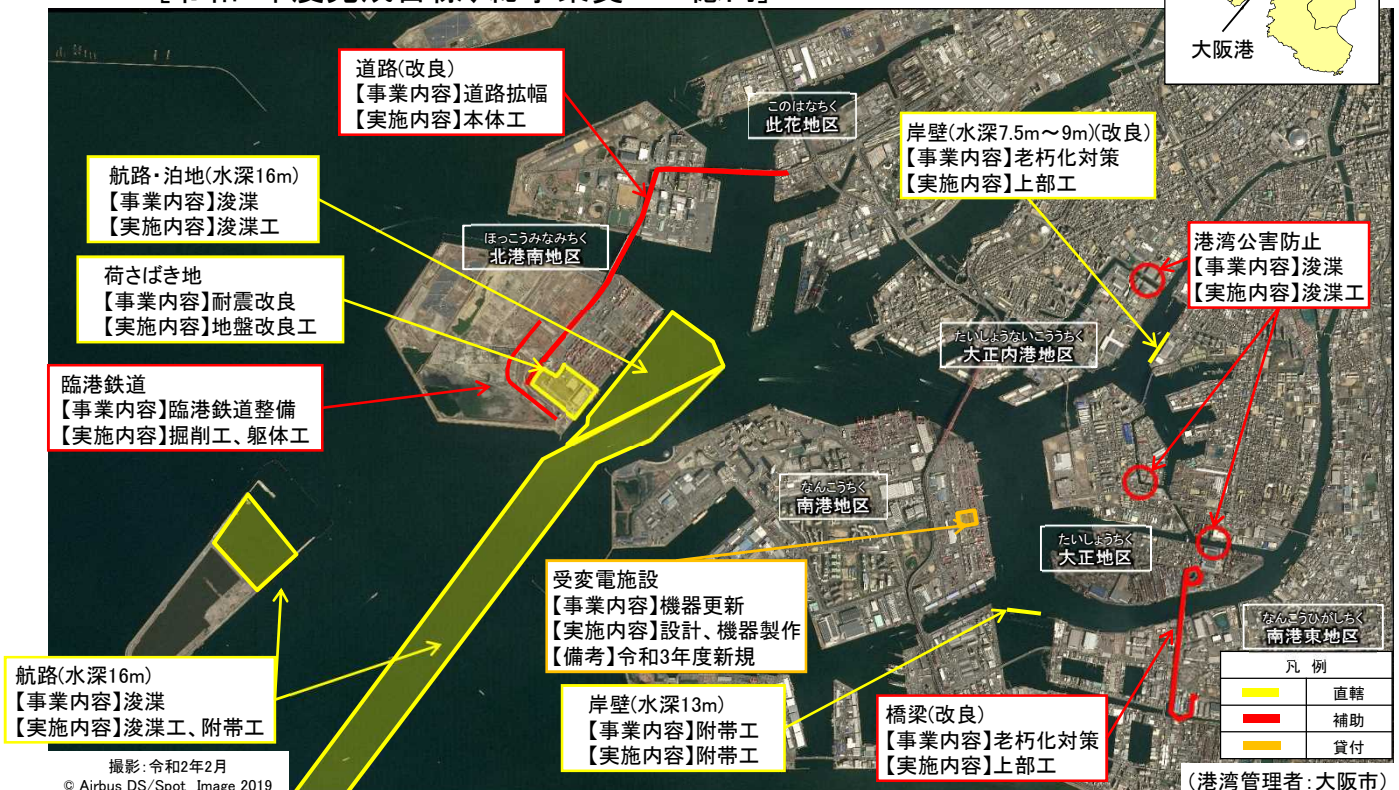 大阪港
道路(改良)
【事業内容】道路拡幅
【実施内容】本体工
このはなちく
此花地区
岸壁(水深7.5m～9m)(改良)
【事業内容】老朽化対策
【実施内容】上部工
航路・泊地(水深16m)
【事業内容】浚渫
【実施内容】浚渫工
ほっこうみなみちく
北港南地区
港湾公害防止
【事業内容】浚渫
【実施内容】浚渫工
荷さばき地
【事業内容】耐震改良
【実施内容】地盤改良工
たいしょうないこううちく
大正内港地区
臨港鉄道
【事業内容】臨港鉄道整備
【実施内容】掘削工、躯体工
なんこうちく
南港地区
たいしょうちく
大正地区
受変電施設
【事業内容】機器更新
【実施内容】設計、機器製作
【備考】令和3年度新規
なんこうひがしちく
南港東地区
航路(水深16m)
【事業内容】浚渫
【実施内容】浚渫工、附帯工
岸壁(水深13m)
【事業内容】附帯工
【実施内容】附帯工
橋梁(改良)
【事業内容】老朽化対策
【実施内容】上部工
凡 例
直轄
補助
貸付
撮影:令和2年2月
© Airbus DS/Spot Image 2019
(港湾管理者:大阪市)